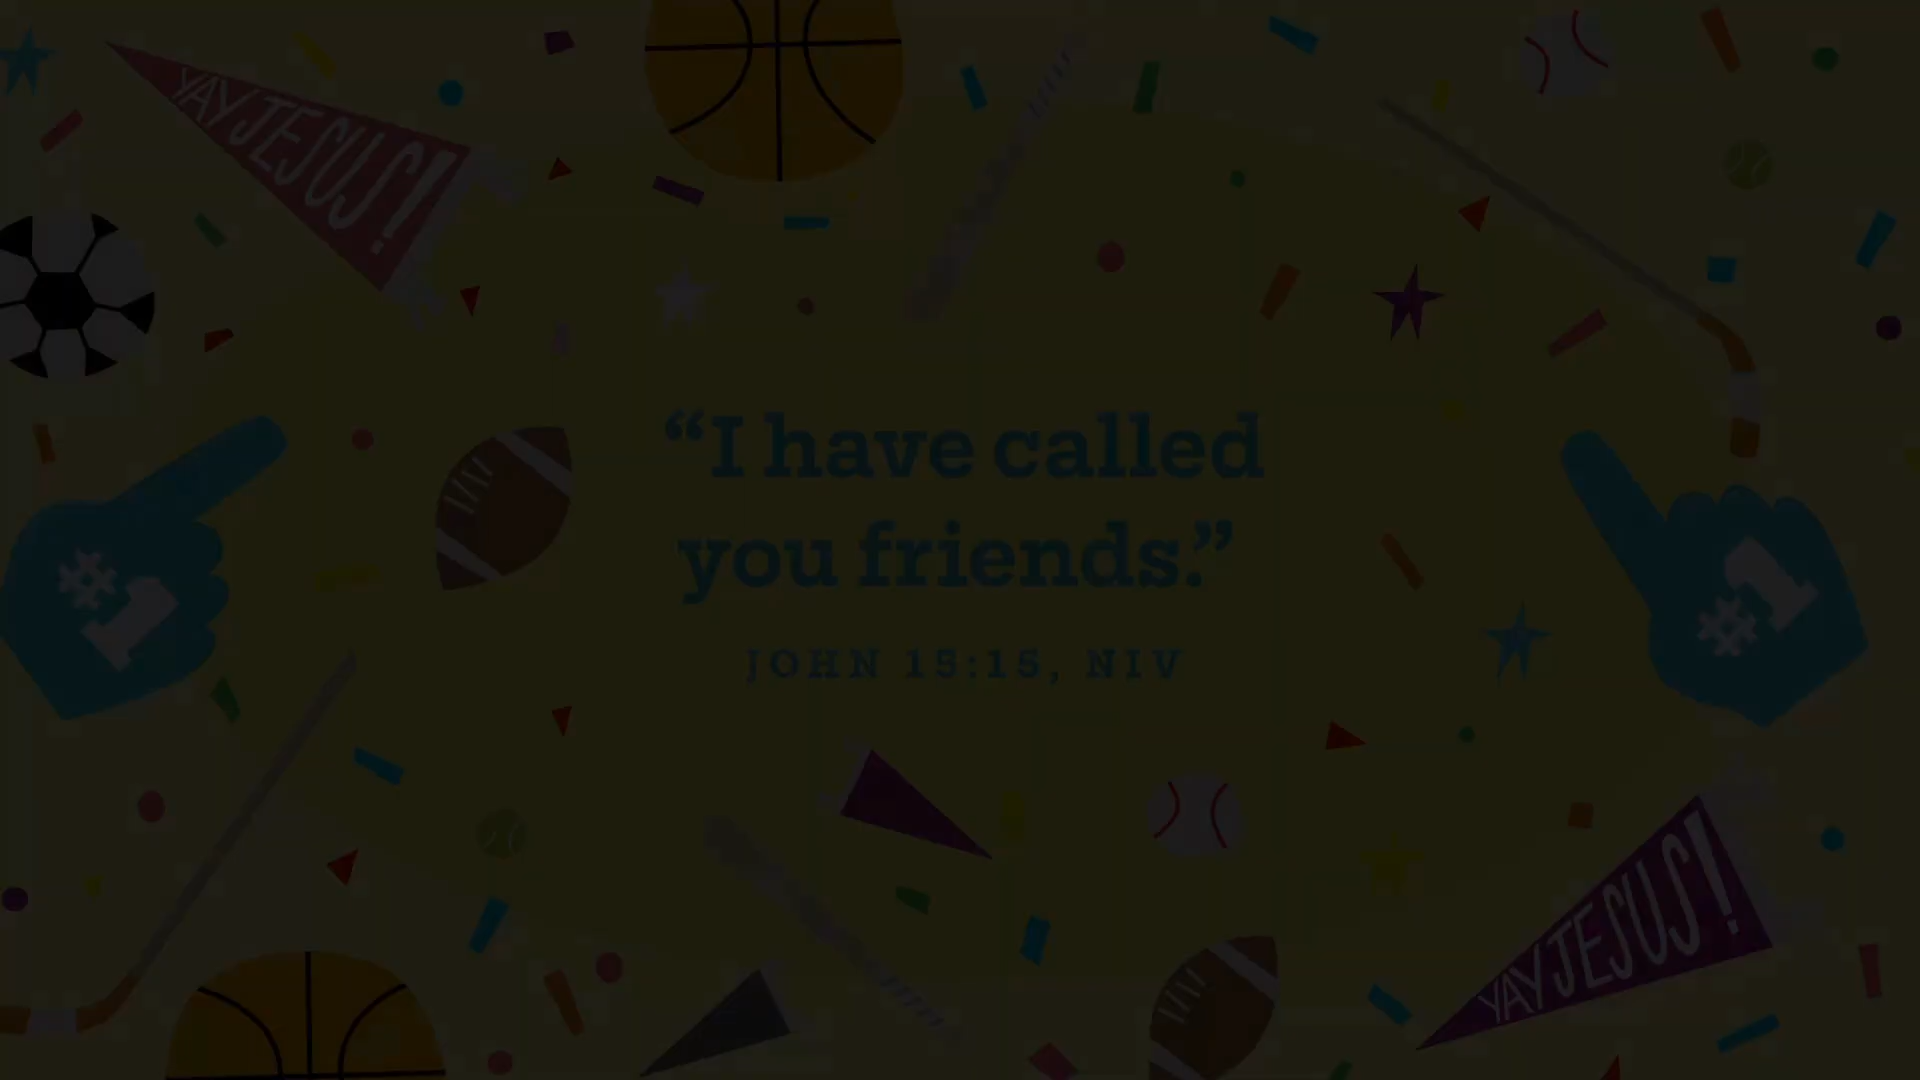 YAY JESUS!
“I have called
you friends.”
JOHN 15:15, NIV
#1
#1
YAY JESUS!